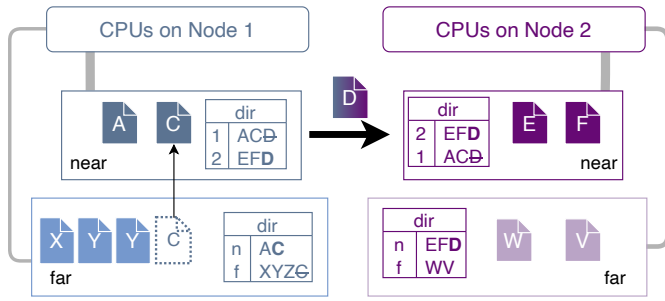 CPUs on Node 1
CPUs on Node 2
D
A
C
dir
1 ACD
2 EFD
near
dir
2 EFD
1 ACD
E
F
near
X
Y
Y
C
dir
n AC
f XYZC
far
dir
n EFD
f WV
W
V
far